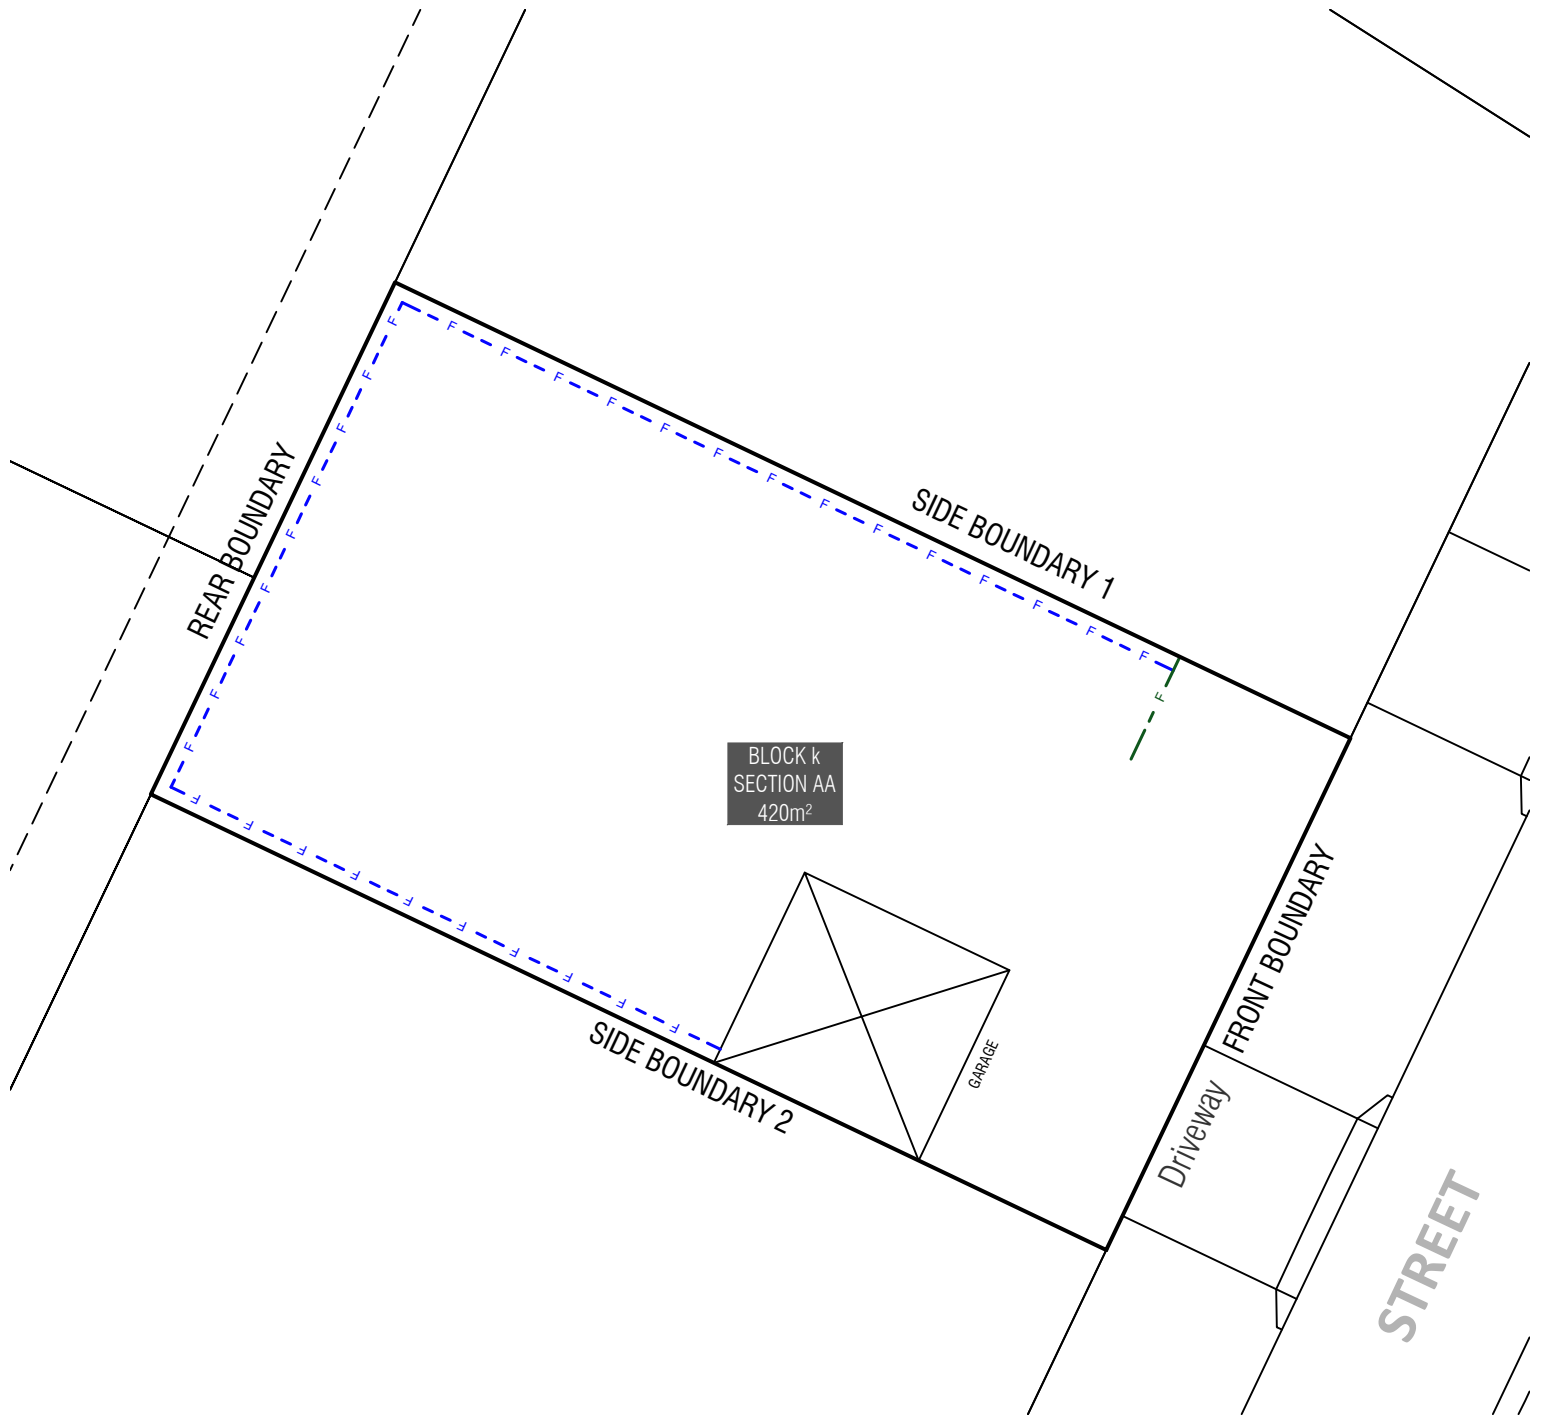 REAR BOUNDARY
SIDE BOUNDARY 1
BLOCK k
SECTION AA
420m²
FRONT BOUNDARY
SIDE BOUNDARY 2
GARAGE
Driveway
STREET
F F F F F F F F F
F F F F F F F F F F F F F F
F F F F F F F F F F
F